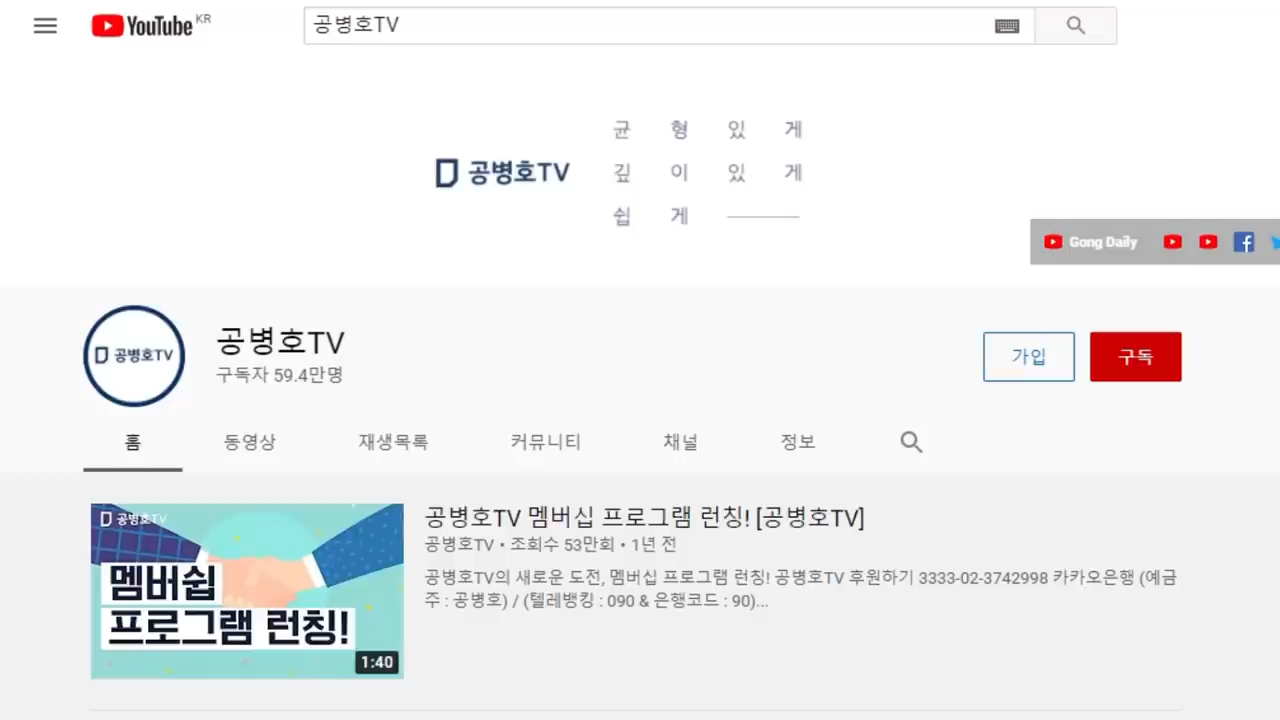 YouTube KR
공병호TV
균 형 있 게
공병호TV
깊 이 있 게
쉽 게
Gong Daily
공병호TV
공병호TV
구독자 59.4만명
가입
구독
홈 동영상 재생목록 커뮤니티 채널 정보
공병호TV
멤버쉽
프로그램 런칭!
1:40
공병호TV 멤버십 프로그램 런칭! [공병호TV]
공병호TV • 조회수 53만회 • 1년 전
공병호TV의 새로운 도전, 멤버십 프로그램 런칭! 공병호TV 후원하기 3333-02-3742998 카카오은행 (예금
주 : 공병호) / (텔레뱅킹 : 090 & 은행코드 : 90)...